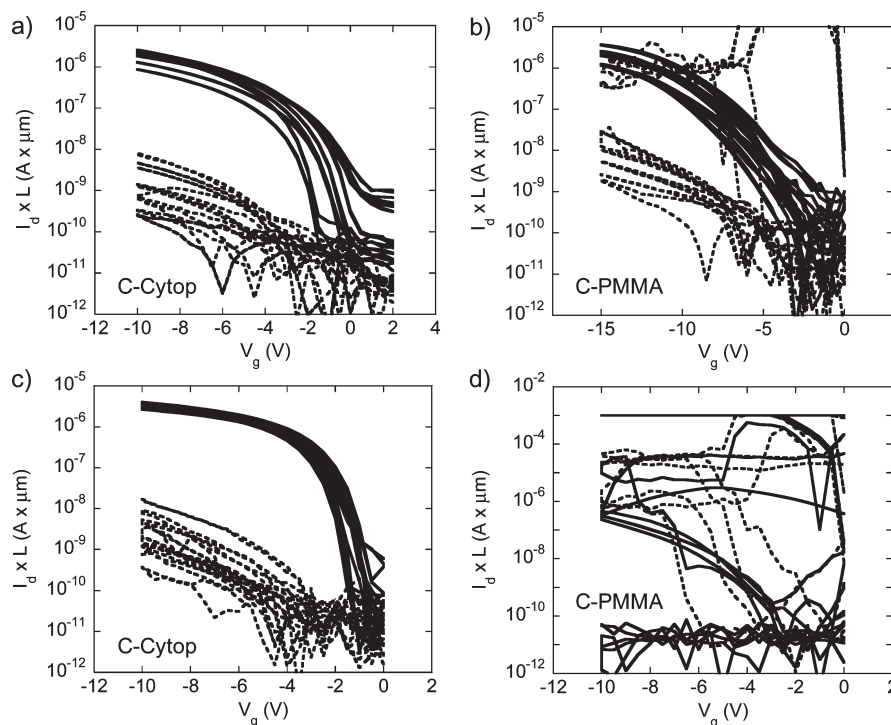 a)
I_d x L (A x μm)
10^-5
10^-6
10^-7
10^-8
10^-9
10^-10
10^-11
10^-12
C-Cytop
-12 -10 -8 -6 -4 -2 0 2 4
V_g (V)
b)
I_d x L (A x μm)
10^-5
10^-6
10^-7
10^-8
10^-9
10^-10
10^-11
10^-12
C-PMMA
-15 -10 -5 0
V_g (V)
c)
I_d x L (A x μm)
10^-5
10^-6
10^-7
10^-8
10^-9
10^-10
10^-11
10^-12
C-Cytop
-12 -10 -8 -6 -4 -2 0 2
V_g (V)
d)
I_d x L (A x μm)
10^-2
10^-4
10^-6
10^-8
10^-10
10^-12
C-PMMA
-12 -10 -8 -6 -4 -2 0 2
V_g (V)